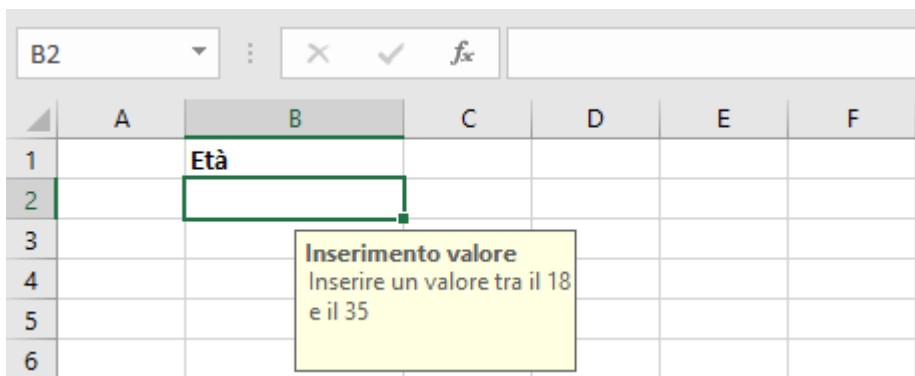 B2 fx
A B C D E F
1 Età
2
3
Inserimento valore
4
Inserire un valore tra il 18
5
e il 35
6